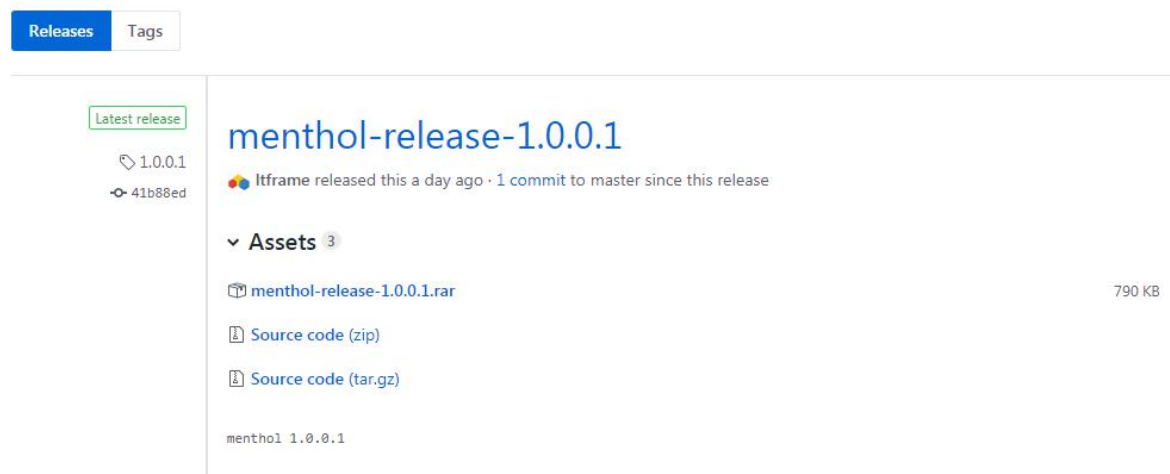 Releases Tags
Latest release
1.0.0.1
41b88ed
menthol-release-1.0.0.1
ltframe released this a day ago · 1 commit to master since this release
Assets 3
menthol-release-1.0.0.1.rar 790 KB
Source code (zip)
Source code (tar.gz)
menthol 1.0.0.1